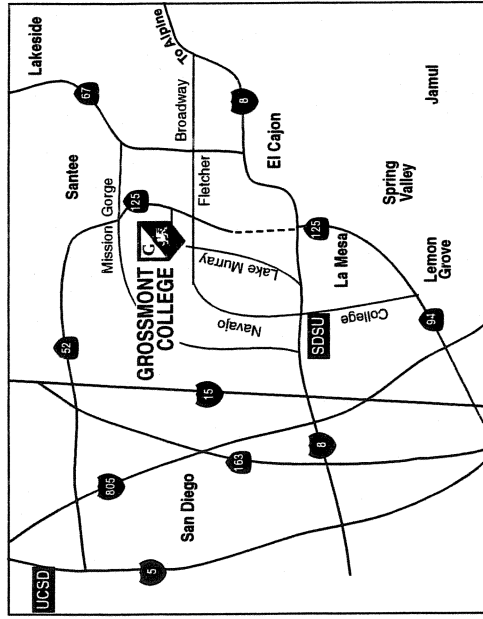 UCSD
5
805
San Diego
163
15
52
8
SDSU
Santee
Lakeside
67
Mission Gorge
125
GROSSMONT
COLLEGE
G
Navajo
Lake Murray
Fletcher
Broadway
To Alpine
8
El Cajon
College
La Mesa
125
94
Lemon
Grove
Spring
Valley
Jamul